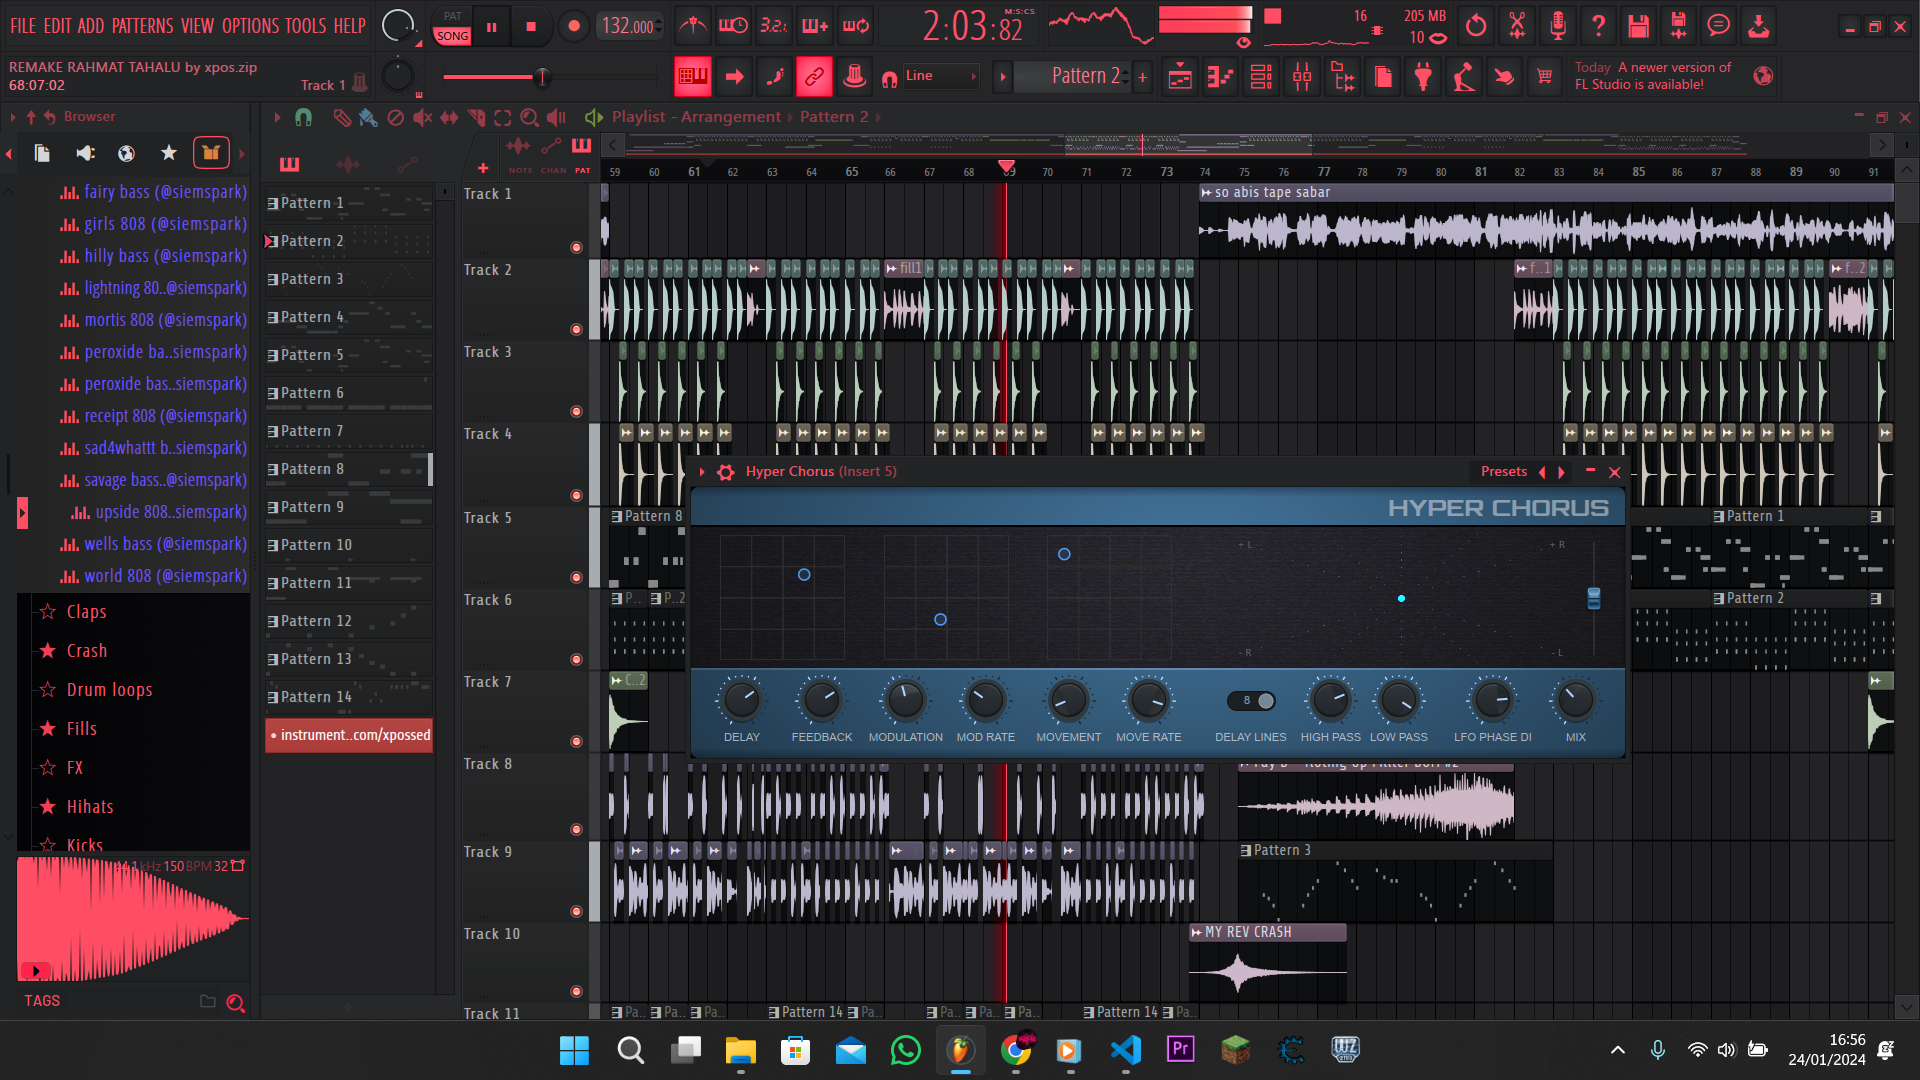 FILE EDIT ADD PATTERNS VIEW OPTIONS TOOLS HELP
PAT
SONG
132.000
3.2.1
2:03:82
M:S:CS
16
205 MB
10
REMAKE RAHMAT TAHALU by xpos.zip
68:07:02
Track 1
Line
Pattern 2
Today A newer version of
FL Studio is available!
Browser
Playlist - Arrangement
Pattern 2
NOTE CHAN PAT
59 60 61 62 63 64 65 66 67 68 69 70 71 72 73 74 75 76 77 78 79 80 81 82 83 84 85 86 87 88 89 90 91
fairy bass (@siemspark)
girls 808 (@siemspark)
hilly bass (@siemspark)
lightning 80..@siemspark)
mortis 808 (@siemspark)
peroxide ba..siemspark)
peroxide bas..siemspark)
receipt 808 (@siemspark)
sad4whattt b..siemspark)
savage bass..@siemspark)
upside 808..siemspark)
wells bass (@siemspark)
world 808 (@siemspark)
Claps
Crash
Drum loops
Fills
FX
Hihats
Kicks
44.1kHz 150 BPM 32
TAGS
Pattern 1
Pattern 2
Pattern 3
Pattern 4
Pattern 5
Pattern 6
Pattern 7
Pattern 8
Pattern 9
Pattern 10
Pattern 11
Pattern 12
Pattern 13
Pattern 14
instrument..com/xpossed
Track 1
so abis tape sabar
Track 2
fill1
f..1
f..2
Track 3
Track 4
Track 5
Pattern 8
Pattern 1
Track 6
P..
P..2
Pattern 2
Track 7
C..2
Track 8
Track 9
Pattern 3
Track 10
MY REV CRASH
Track 11
Pa.. Pa.. Pa.. Pattern 14 Pa.. Pa.. Pa.. Pa.. Pattern 14 Pa..
Hyper Chorus (Insert 5)
Presets
HYPER CHORUS
+ L
+ R
- R
- L
8
DELAY FEEDBACK MODULATION MOD RATE MOVEMENT MOVE RATE DELAY LINES HIGH PASS LOW PASS LFO PHASE DI MIX
Pr
WZ
16:56
24/01/2024